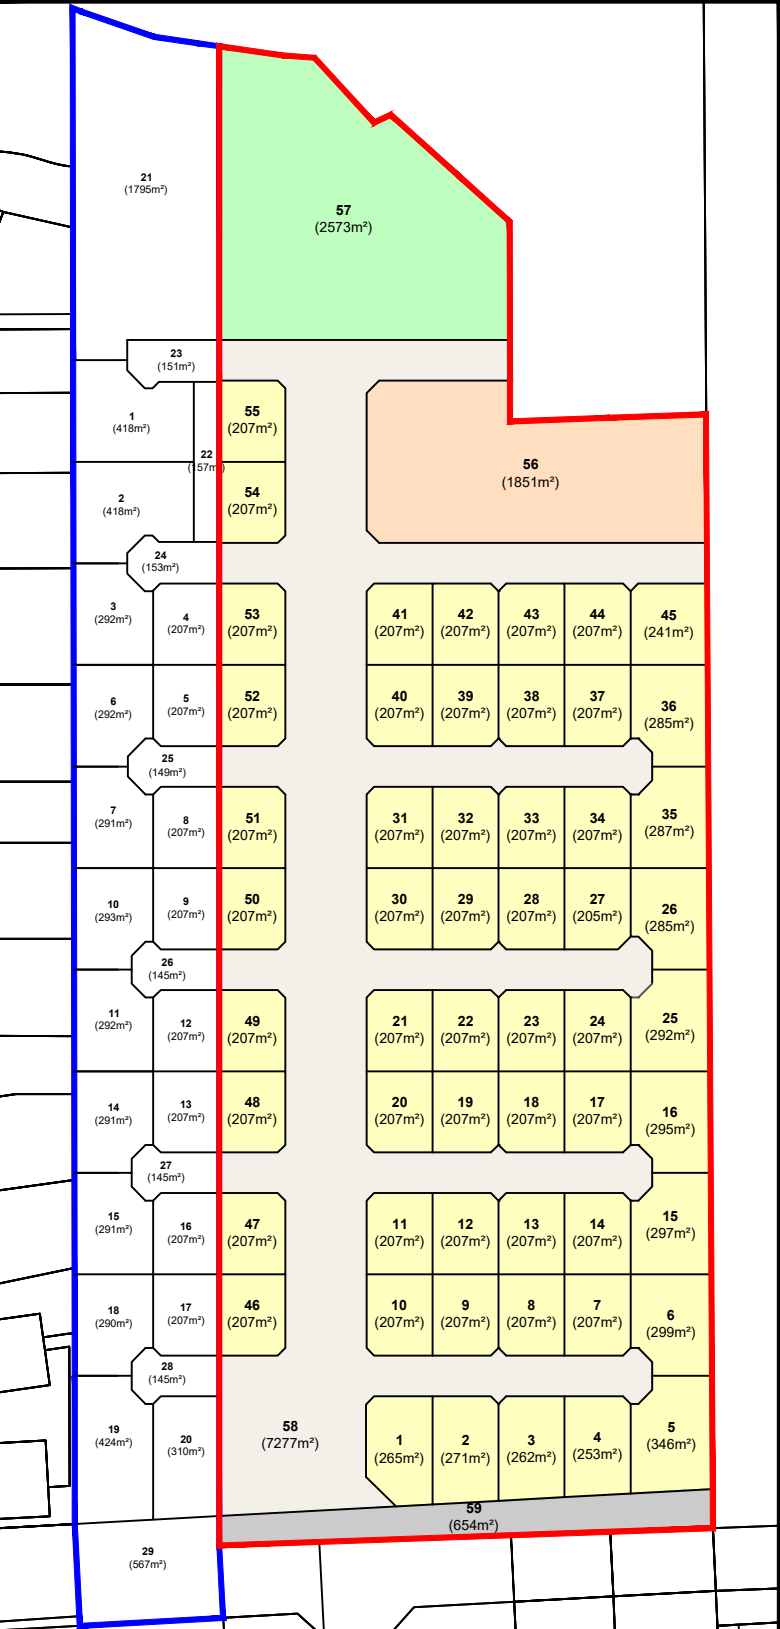 21
(1795m²)
57
(2573m²)
23
(151m²)
1
(418m²)
22
(157m²)
2
(418m²)
55
(207m²)
54
(207m²)
56
(1851m²)
24
(153m²)
3
(292m²)
4
(207m²)
53
(207m²)
41
(207m²)
42
(207m²)
43
(207m²)
44
(207m²)
45
(241m²)
6
(292m²)
5
(207m²)
52
(207m²)
40
(207m²)
39
(207m²)
38
(207m²)
37
(207m²)
36
(285m²)
25
(149m²)
7
(291m²)
8
(207m²)
51
(207m²)
31
(207m²)
32
(207m²)
33
(207m²)
34
(207m²)
35
(287m²)
10
(293m²)
9
(207m²)
50
(207m²)
30
(207m²)
29
(207m²)
28
(207m²)
27
(205m²)
26
(285m²)
26
(145m²)
11
(292m²)
12
(207m²)
49
(207m²)
21
(207m²)
22
(207m²)
23
(207m²)
24
(207m²)
25
(292m²)
14
(291m²)
13
(207m²)
48
(207m²)
20
(207m²)
19
(207m²)
18
(207m²)
17
(207m²)
16
(295m²)
27
(145m²)
15
(291m²)
16
(207m²)
47
(207m²)
11
(207m²)
12
(207m²)
13
(207m²)
14
(207m²)
15
(297m²)
18
(290m²)
17
(207m²)
46
(207m²)
10
(207m²)
9
(207m²)
8
(207m²)
7
(207m²)
6
(299m²)
28
(145m²)
19
(424m²)
20
(310m²)
58
(7277m²)
1
(265m²)
2
(271m²)
3
(262m²)
4
(253m²)
5
(346m²)
59
(654m²)
29
(567m²)